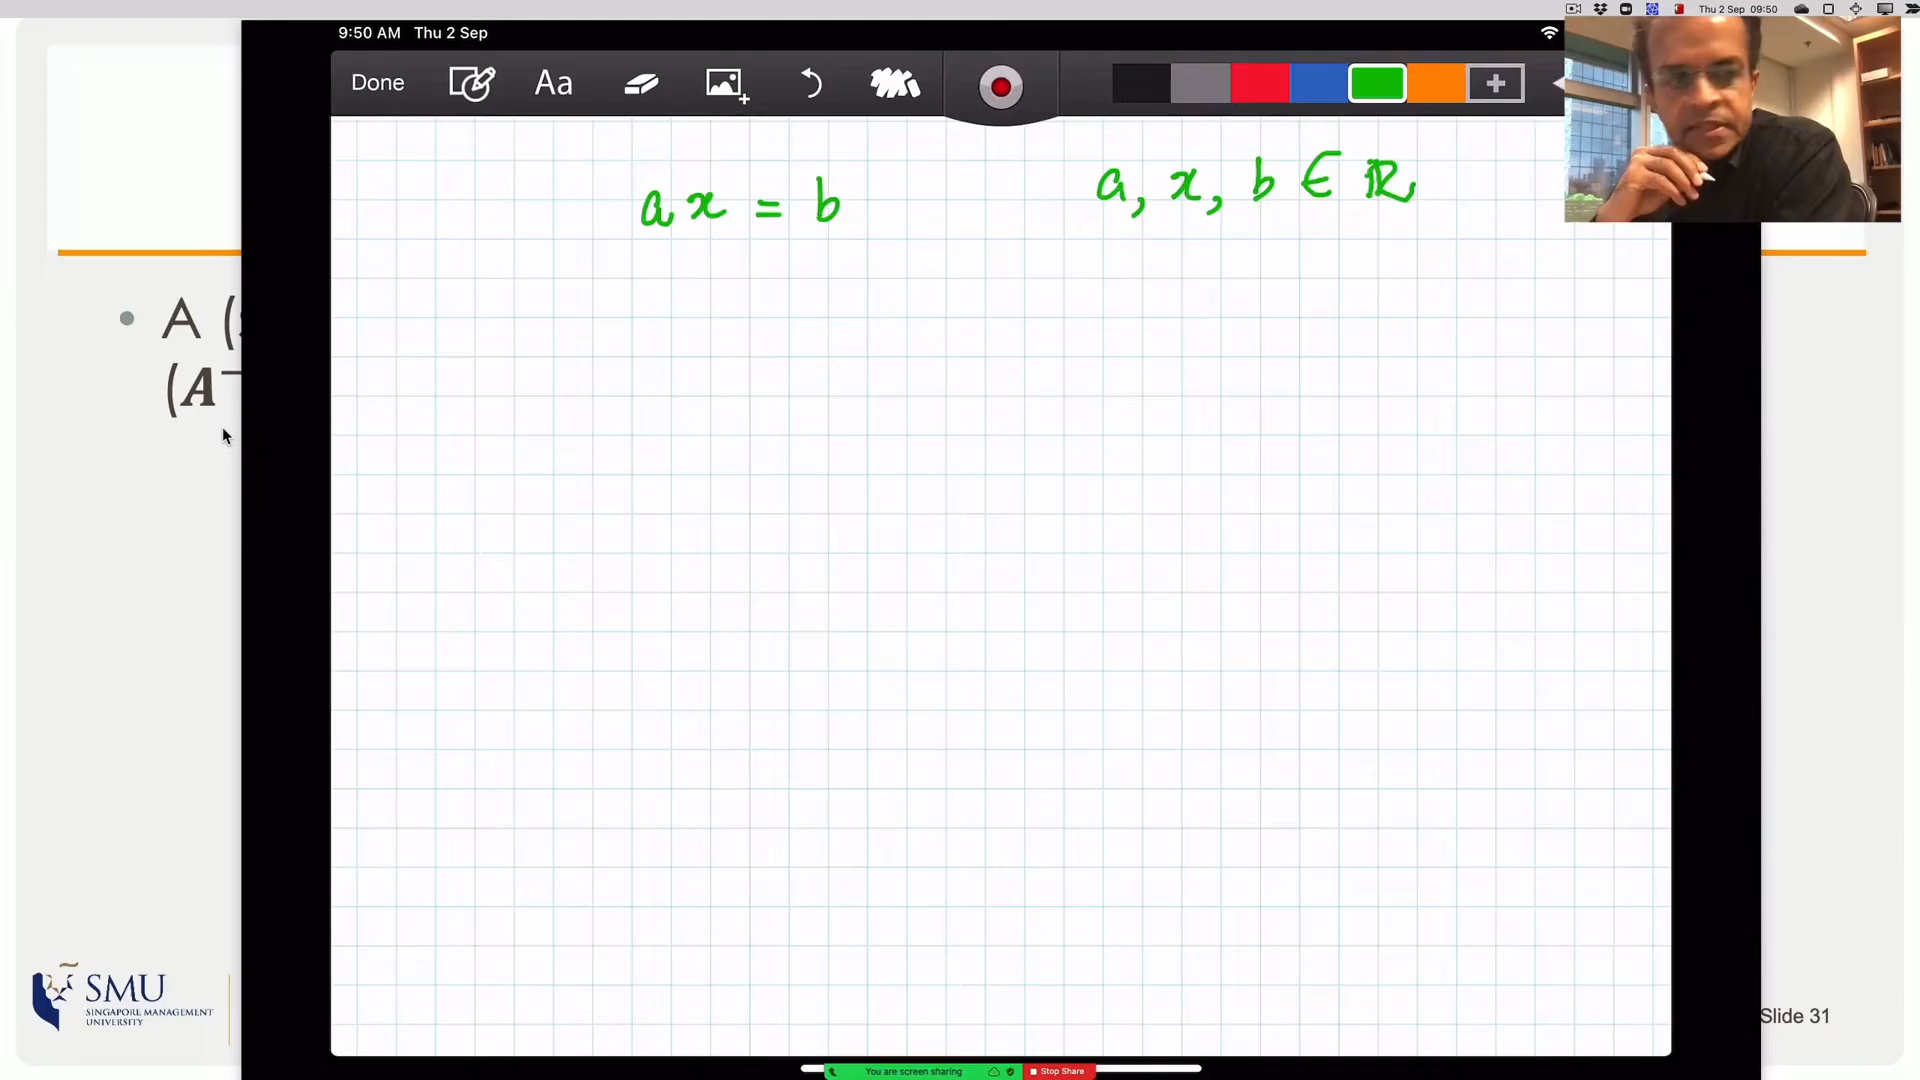 Thu 2 Sep 09:50
9:50 AM Thu 2 Sep
Done
Aa
ax = b
a, x, b ∈ ℝ
A (
(A⁻
SMU
SINGAPORE MANAGEMENT
UNIVERSITY
Slide 31
You are screen sharing
Stop Share